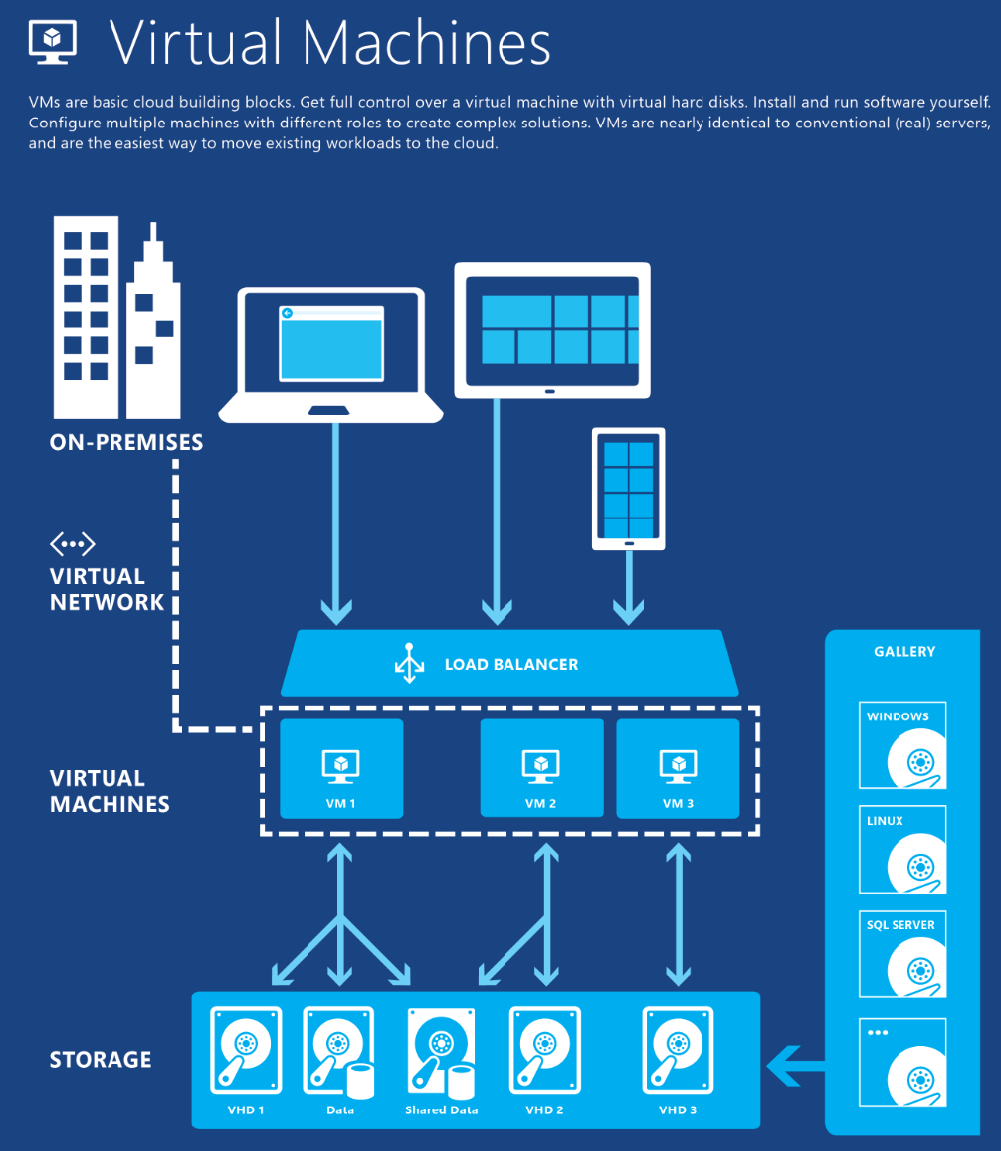 Virtual Machines
VMs are basic cloud building blocks. Get full control over a virtual machine with virtual hard disks. Install and run software yourself.
Configure multiple machines with different roles to create complex solutions. VMs are nearly identical to conventional (real) servers,
and are the easiest way to move existing workloads to the cloud.
ON-PREMISES
VIRTUAL
NETWORK
LOAD BALANCER
GALLERY
WINDOWS
VIRTUAL
MACHINES
VM 1
VM 2
VM 3
LINUX
SQL SERVER
STORAGE
VHD 1
Data
Shared Data
VHD 2
VHD 3